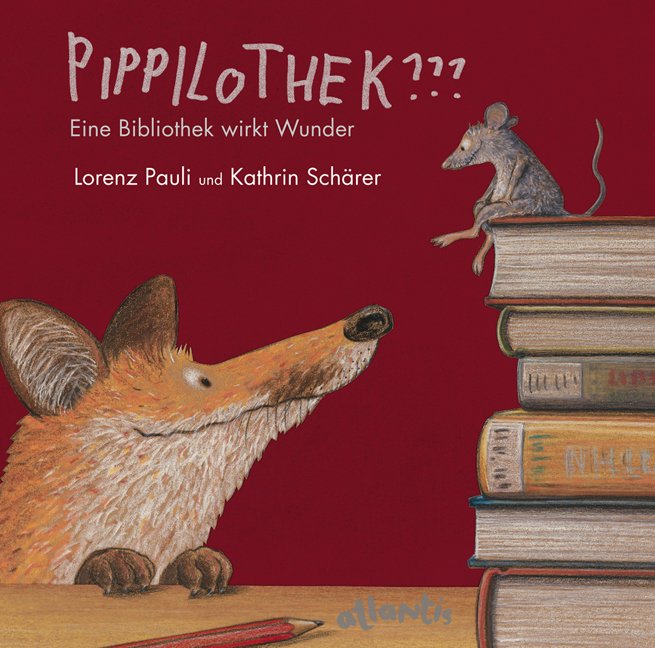 PIPPILOTHEK???
Eine Bibliothek wirkt Wunder
Lorenz Pauli und Kathrin Schärer
atlantis